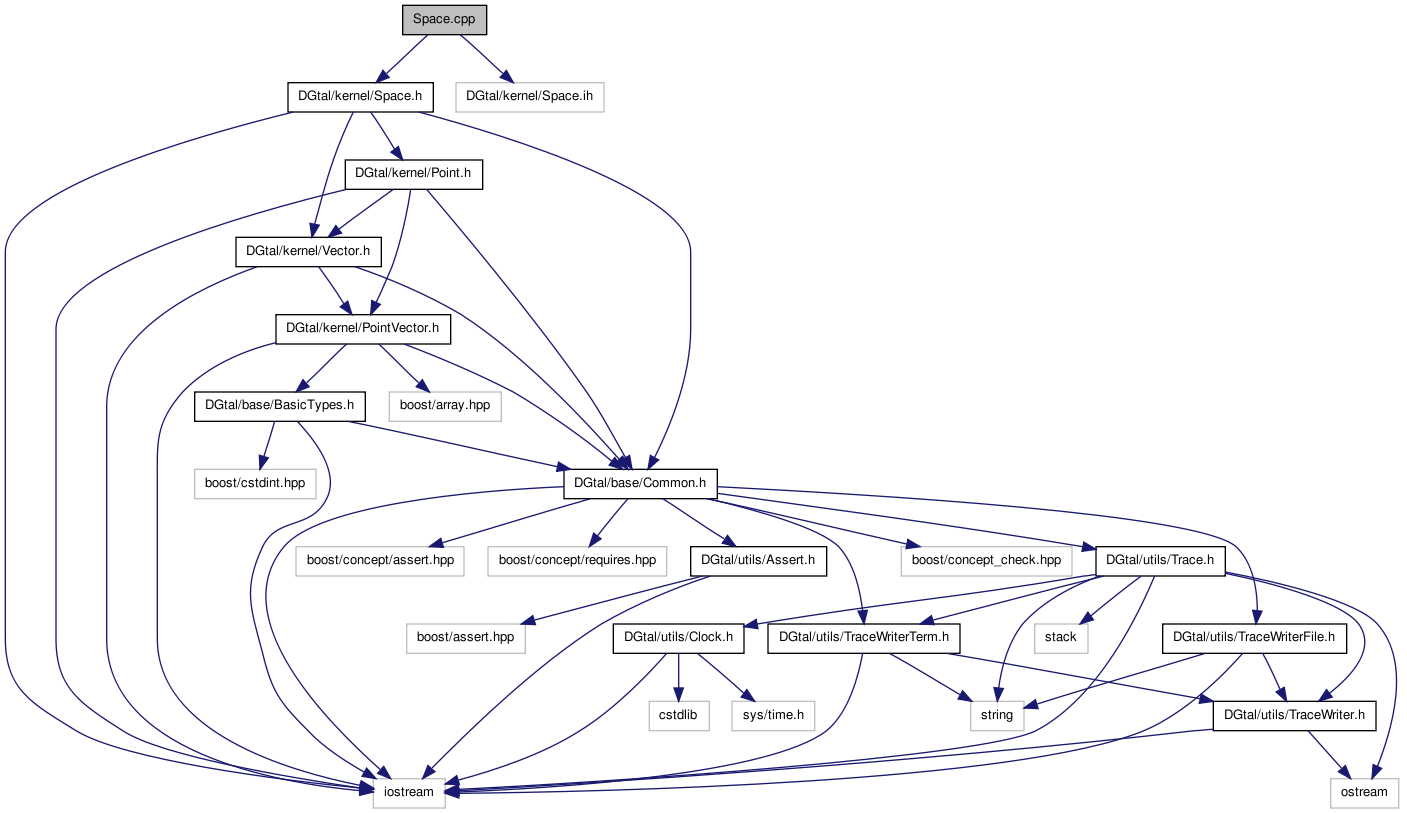 Space.cpp
DGtal/kernel/Space.h
DGtal/kernel/Space.ih
DGtal/kernel/Point.h
DGtal/kernel/Vector.h
DGtal/kernel/PointVector.h
DGtal/base/BasicTypes.h
boost/array.hpp
boost/cstdint.hpp
DGtal/base/Common.h
boost/concept/assert.hpp
boost/concept/requires.hpp
DGtal/utils/Assert.h
boost/concept_check.hpp
DGtal/utils/Trace.h
boost/assert.hpp
DGtal/utils/Clock.h
DGtal/utils/TraceWriterTerm.h
stack
DGtal/utils/TraceWriterFile.h
cstdlib
sys/time.h
string
DGtal/utils/TraceWriter.h
iostream
ostream